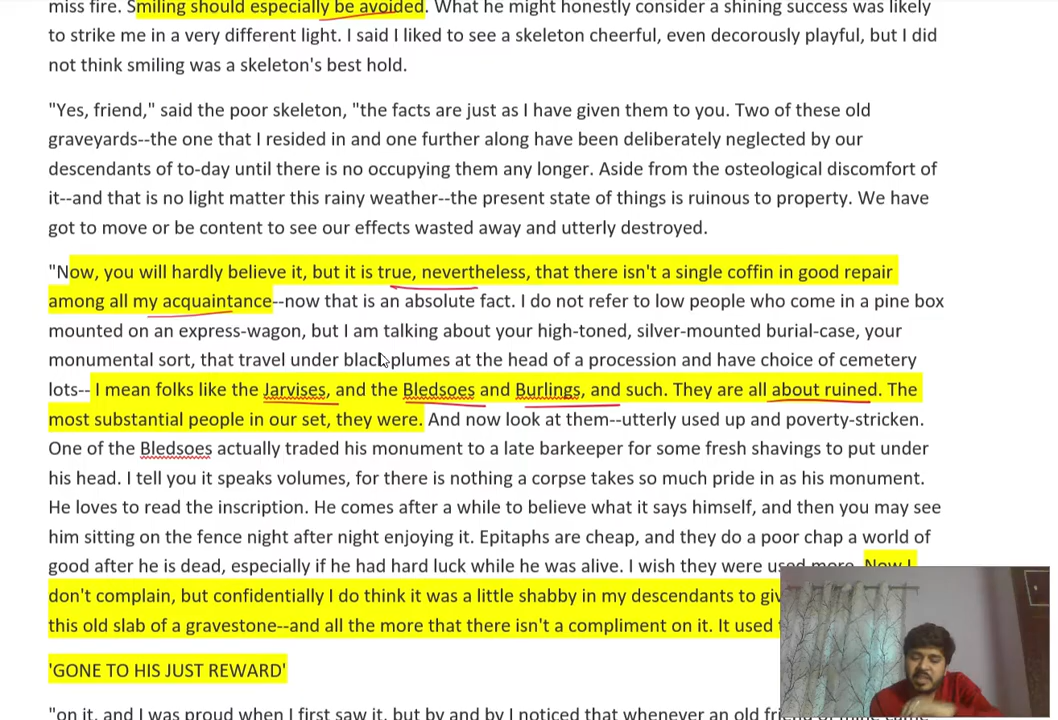 miss fire. Smiling should especially be avoided. What he might honestly consider a shining success was likely
to strike me in a very different light. I said I liked to see a skeleton cheerful, even decorously playful, but I did
not think smiling was a skeleton's best hold.
"Yes, friend," said the poor skeleton, "the facts are just as I have given them to you. Two of these old
graveyards--the one that I resided in and one further along have been deliberately neglected by our
descendants of to-day until there is no occupying them any longer. Aside from the osteological discomfort of
it--and that is no light matter this rainy weather--the present state of things is ruinous to property. We have
got to move or be content to see our effects wasted away and utterly destroyed.
"Now, you will hardly believe it, but it is true, nevertheless, that there isn't a single coffin in good repair
among all my acquaintance--now that is an absolute fact. I do not refer to low people who come in a pine box
mounted on an express-wagon, but I am talking about your high-toned, silver-mounted burial-case, your
monumental sort, that travel under black plumes at the head of a procession and have choice of cemetery
lots-- I mean folks like the Jarvises, and the Bledsoes and Burlings, and such. They are all about ruined. The
most substantial people in our set, they were. And now look at them--utterly used up and poverty-stricken.
One of the Bledsoes actually traded his monument to a late barkeeper for some fresh shavings to put under
his head. I tell you it speaks volumes, for there is nothing a corpse takes so much pride in as his monument.
He loves to read the inscription. He comes after a while to believe what it says himself, and then you may see
him sitting on the fence night after night enjoying it. Epitaphs are cheap, and they do a poor chap a world of
good after he is dead, especially if he had hard luck while he was alive. I wish they were used more. Now I
don't complain, but confidentially I do think it was a little shabby in my descendants to
this old slab of a gravestone--and all the more that there isn't a compliment on it. It used
'GONE TO HIS JUST REWARD'
"on it, and I was proud when I first saw it, but by and by I noticed that whenever an old